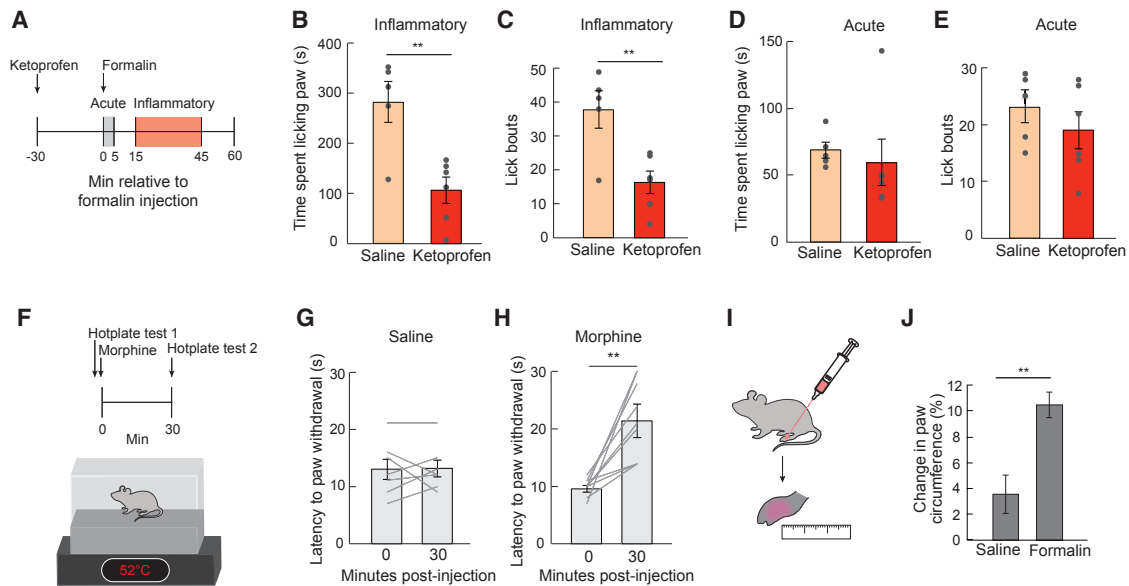 A
Ketoprofen
Formalin
Acute
Inflammatory
-30
0
5
15
45
60
Min relative to
formalin injection
B
Inflammatory
**
Time spent licking paw (s)
400
300
200
100
0
Saline
Ketoprofen
C
Inflammatory
**
Lick bouts
50
40
30
20
10
0
Saline
Ketoprofen
D
Acute
Time spent licking paw (s)
150
100
50
0
Saline
Ketoprofen
E
Acute
Lick bouts
30
20
10
0
Saline
Ketoprofen
F
Hotplate test 1
Morphine
Hotplate test 2
0
30
Min
52°C
G
Saline
Latency to paw withdrawal (s)
30
20
10
0
0
30
Minutes post-injection
H
Morphine
**
Latency to paw withdrawal (s)
30
20
10
0
0
30
Minutes post-injection
I
J
**
Change in paw
circumference (%)
12
10
8
6
4
2
0
Saline
Formalin